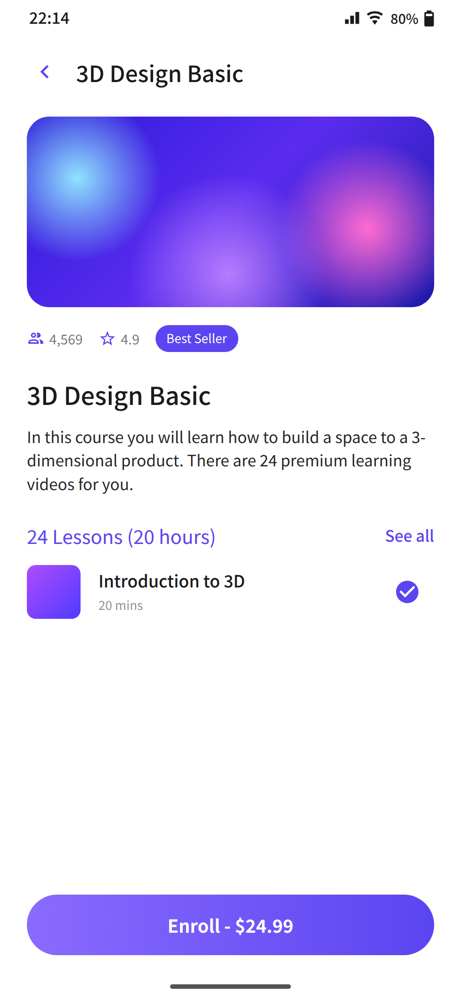 22:14
80%
3D Design Basic
4,569
4.9
Best Seller
3D Design Basic
In this course you will learn how to build a space to a 3-
dimensional product. There are 24 premium learning
videos for you.
24 Lessons (20 hours)
See all
Introduction to 3D
20 mins
Enroll - $24.99